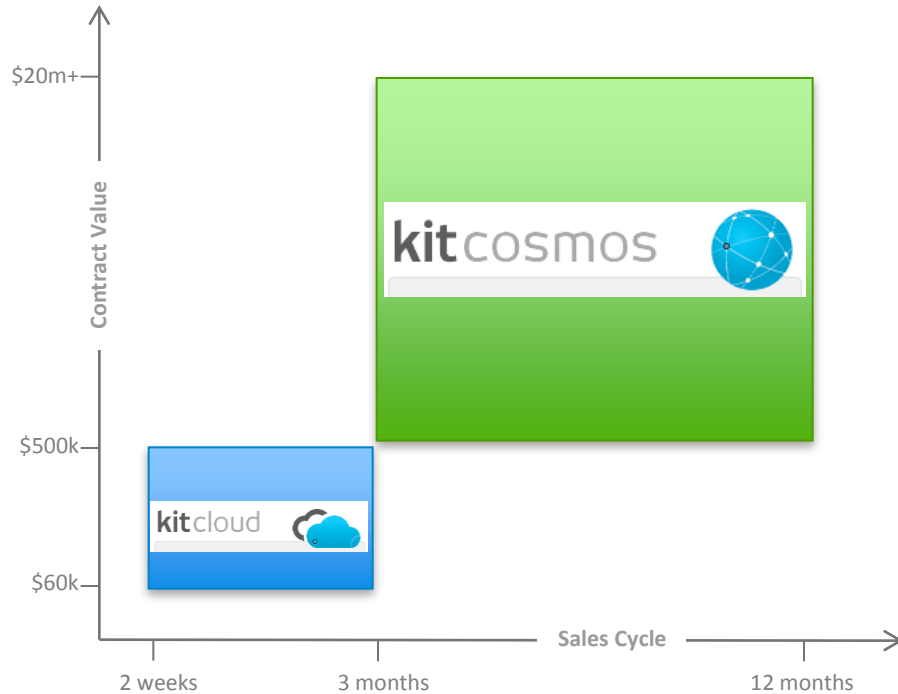 $20m+
Contract Value
kitcosmos
$500k
kitcloud
$60k
Sales Cycle
2 weeks
3 months
12 months